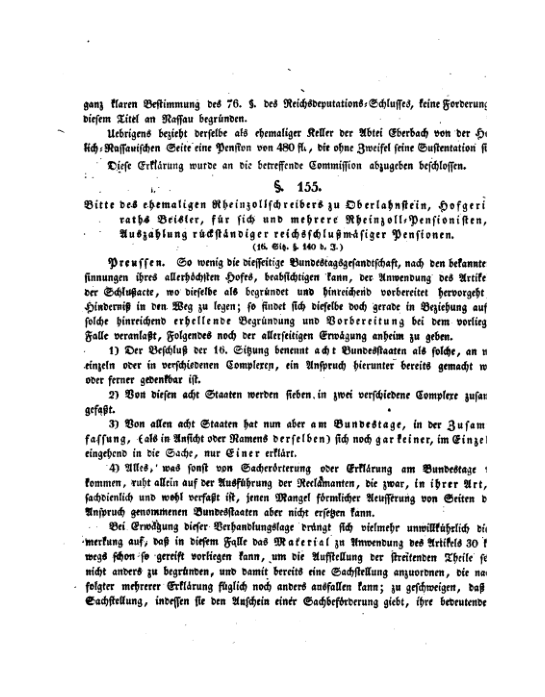 ganz klaren Bestimmung des 76. §. des Reichsdeputations-Schlusses, keine Forderung
diesem Titel an Nassau begründen.
Uebrigens bezieht derselbe als ehemaliger Keller der Abtei Eberbach von der He
lich-Nassauischen Seite eine Pension von 480 fl., die ohne Zweifel seine Sustentation si
Diese Erklärung wurde an die betreffende Commission abzugeben beschlossen.
§. 155.
Bitte des ehemaligen Rheinzollschreibers zu Oberlahnstein, Hofgeri
raths Beisler, für sich und mehrere Rheinzoll-Pensionisten,
Auszahlung rückständiger reichsschlußmäsiger Pensionen.
(16. Sitz. §. 140 d. J.)
Preussen. So wenig die diesseitige Bundestagsgesandtschaft, nach den bekannte
sinnungen ihres allerhöchsten Hofes, beabsichtigen kann, der Anwendung des Artike
der Schlußacte, wo dieselbe als begründet und hinreichend vorbereitet hervorgeht
Hinderniß in den Weg zu legen; so findet sich dieselbe doch gerade in Beziehung auf
solche hinreichend erhellende Begründung und Vorbereitung bei dem vorlieg
Falle veranlaßt, Folgendes noch der allerseitigen Erwägung anheim zu geben.
1) Der Beschluß der 16. Sitzung benennt acht Bundesstaaten als solche, an w
einzeln oder in verschiedenen Complexen, ein Anspruch hierunter bereits gemacht w
oder ferner gedenkbar ist.
2) Von diesen acht Staaten werden sieben in zwei verschiedene Complexe zusam
gefaßt.
3) Von allen acht Staaten hat nun aber am Bundestage, in der Zusam
fassung, (als in Ansicht oder Namens derselben) sich noch gar keiner, im Einzel
eingehend in die Sache, nur Einer erklärt.
4) Alles, was sonst von Sacherörterung oder Erklärung am Bundestage
kommen, ruht allein auf der Ausführung der Reclamanten, die zwar, in ihrer Art,
sachdienlich und wohl verfaßt ist, jenen Mangel förmlicher Aeusserung von Seiten d
Anspruch genommenen Bundesstaaten aber nicht ersetzen kann.
Bei Erwägung dieser Verhandlungslage drängt sich vielmehr unwillkührlich die
merkung auf, daß in diesem Falle das Material zu Anwendung des Artikels 30 k
wegs schon so gereift vorliegen kann, um die Aufstellung der streitenden Theile se
nicht anders zu begründen, und damit bereits eine Sachstellung anzuordnen, die nac
folgter mehrerer Erklärung füglich noch anders ausfallen kann; zu geschweigen, daß
Sachstellung, indessen sie den Anschein einer Sachbeförderung giebt, ihre bedeutende